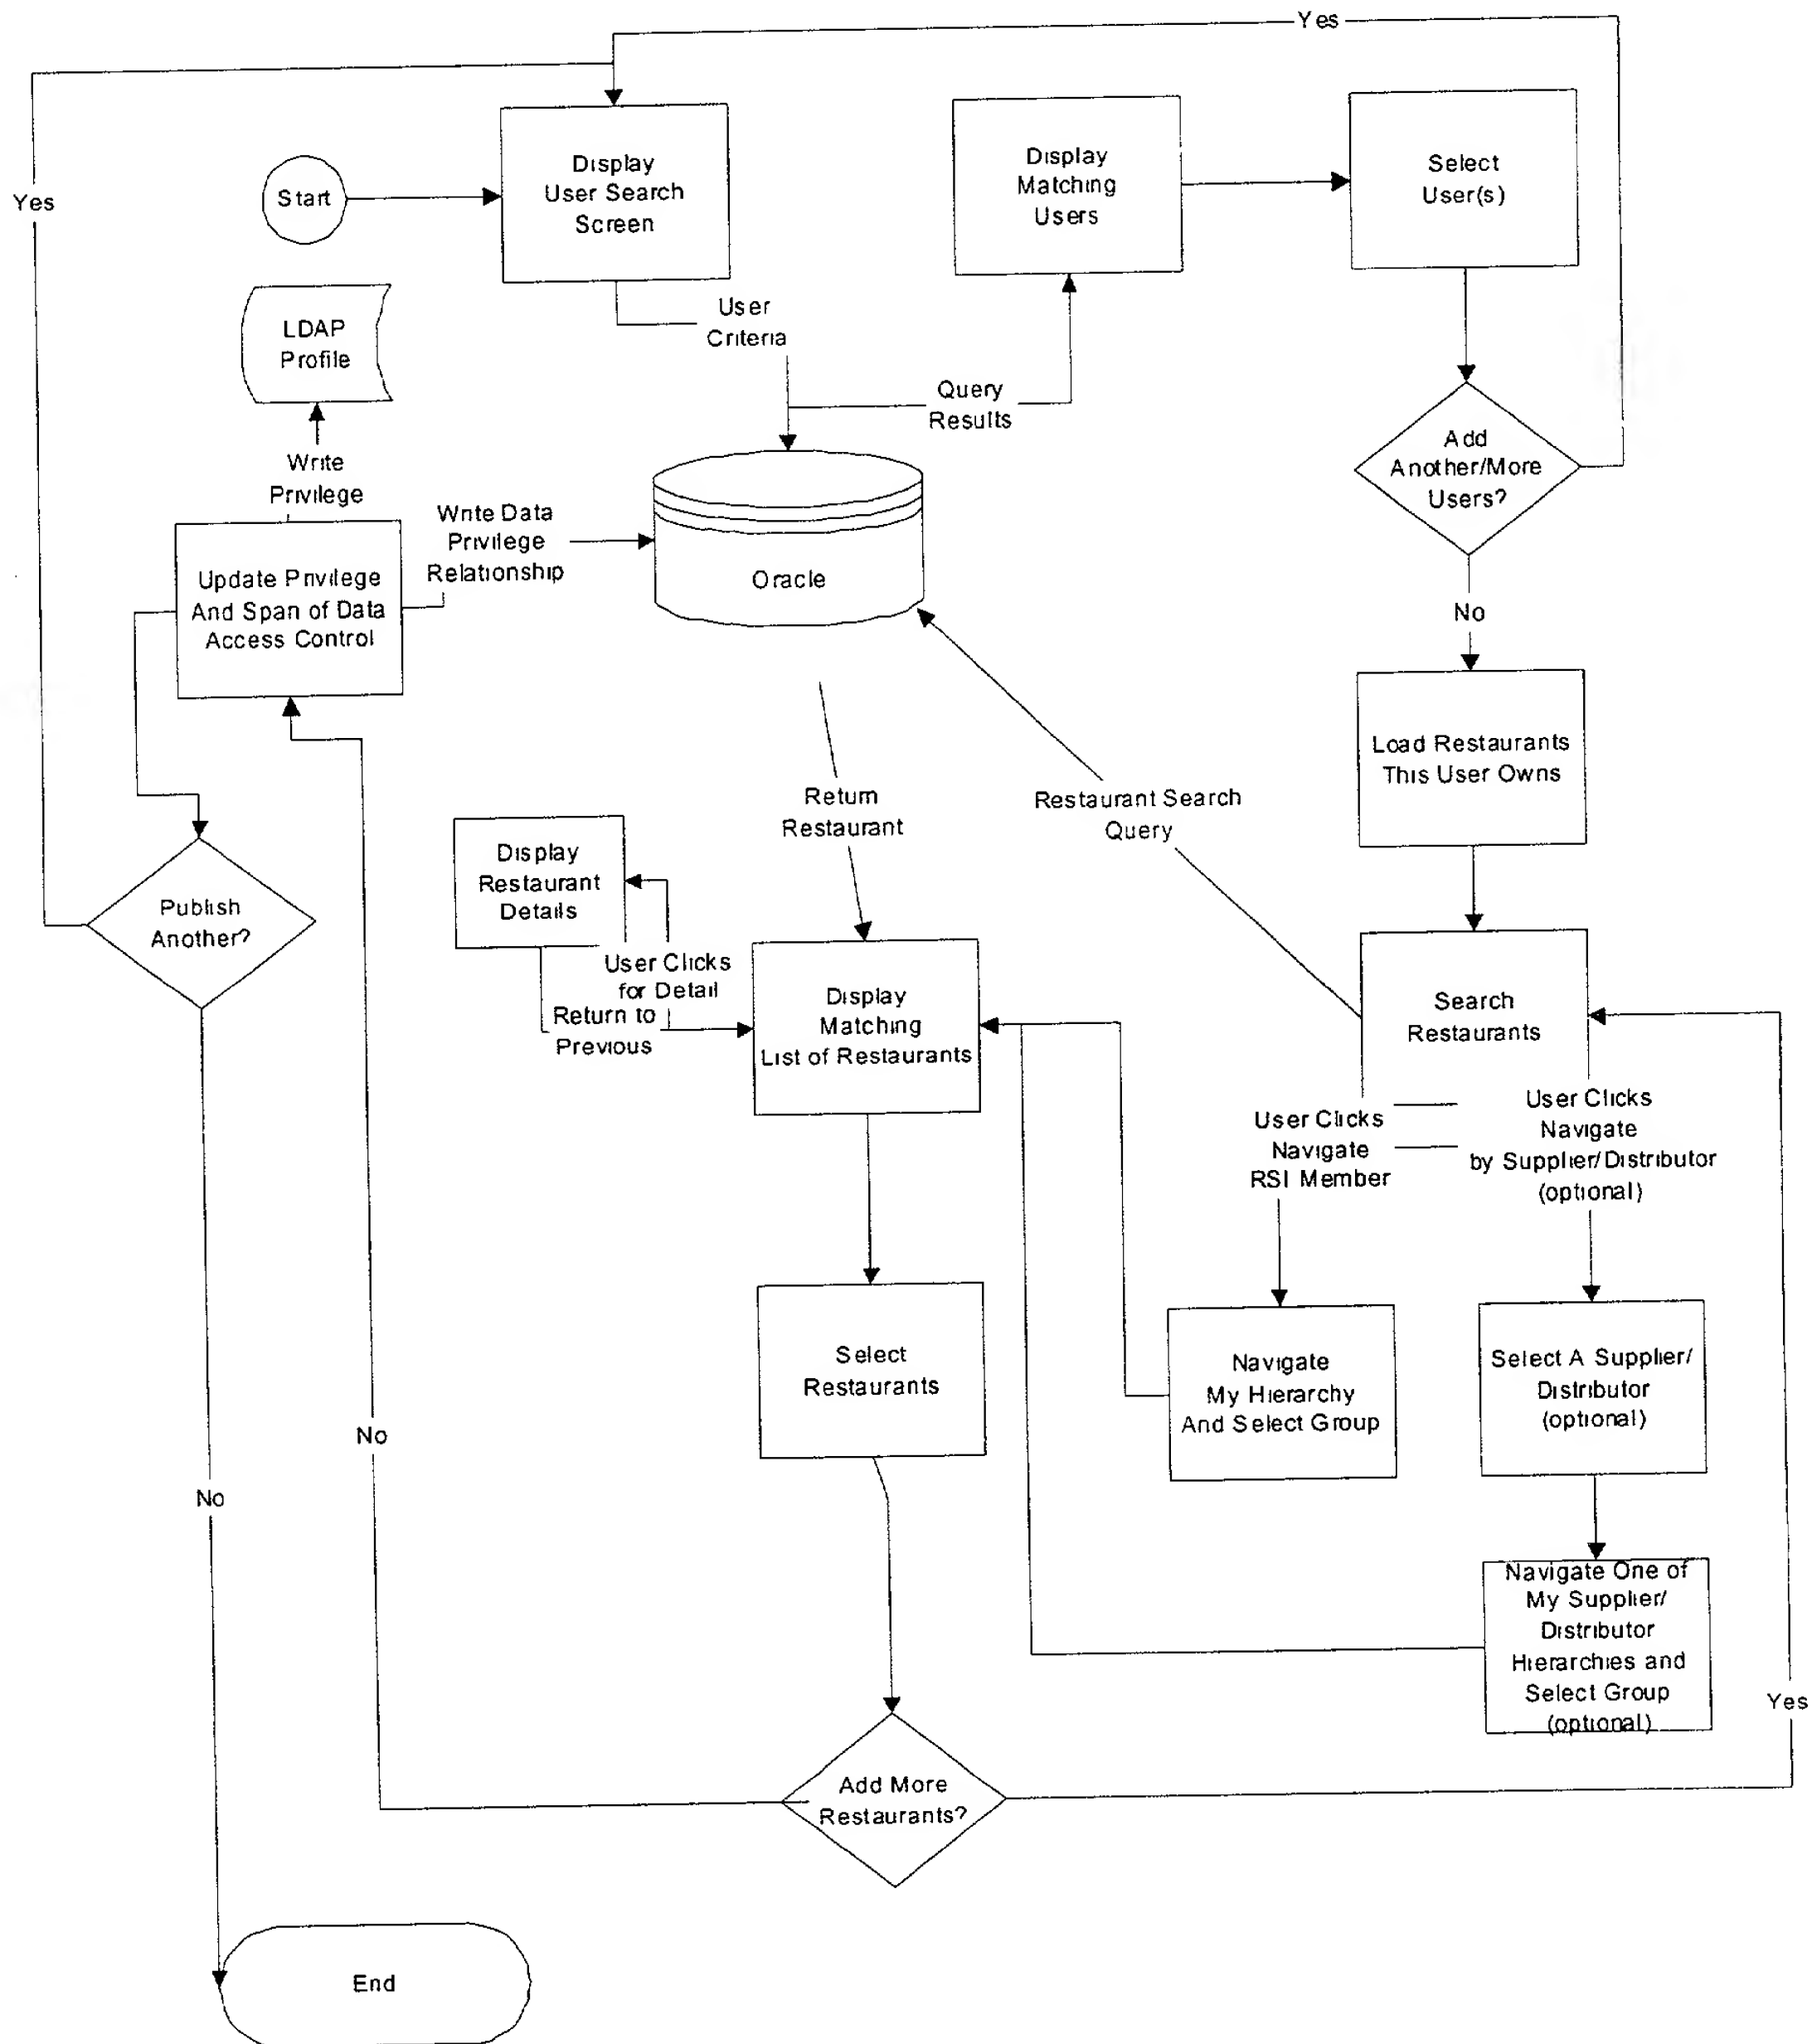 Yes
Yes
Start
Display
User Search
Screen
Display
Matching
Users
Select
User(s)
LDAP
Profile
User
Criteria
Query
Results
Write
Privilege
Add
Another/More
Users?
Write Data
Privilege
Relationship
Update Privilege
And Span of Data
Access Control
Oracle
No
Load Restaurants
This User Owns
Return
Restaurant
Restaurant Search
Query
Display
Restaurant
Details
Publish
Another?
User Clicks
for Detail
Return to
Previous
Display
Matching
List of Restaurants
Search
Restaurants
User Clicks
Navigate
RSI Member
User Clicks
Navigate
by Supplier/Distributor
(optional)
Select
Restaurants
Navigate
My Hierarchy
And Select Group
Select A Supplier/
Distributor
(optional)
No
No
Navigate One of
My Supplier/
Distributor
Hierarchies and
Select Group
(optional)
Yes
Add More
Restaurants?
End